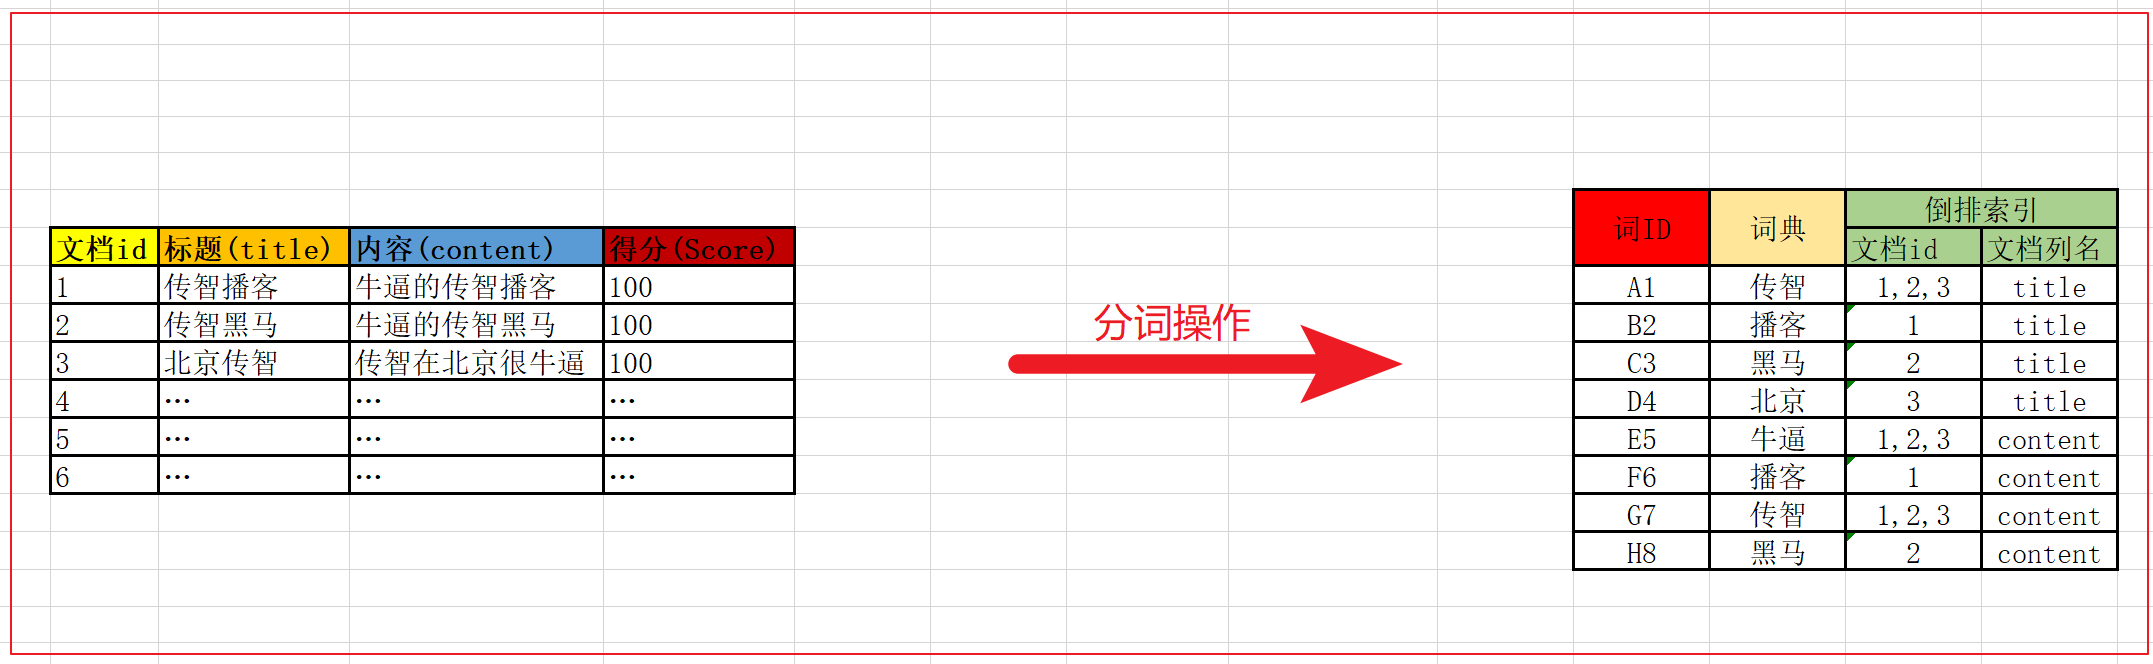 文档id 标题(title) 内容(content) 得分(Score)
1 传智播客 牛逼的传智播客 100
2 传智黑马 牛逼的传智黑马 100
3 北京传智 传智在北京很牛逼 100
4 … … …
5 … … …
6 … … …
分词操作
词ID 词典 倒排索引
文档id 文档列名
A1 传智 1,2,3 title
B2 播客 1 title
C3 黑马 2 title
D4 北京 3 title
E5 牛逼 1,2,3 content
F6 播客 1 content
G7 传智 1,2,3 content
H8 黑马 2 content